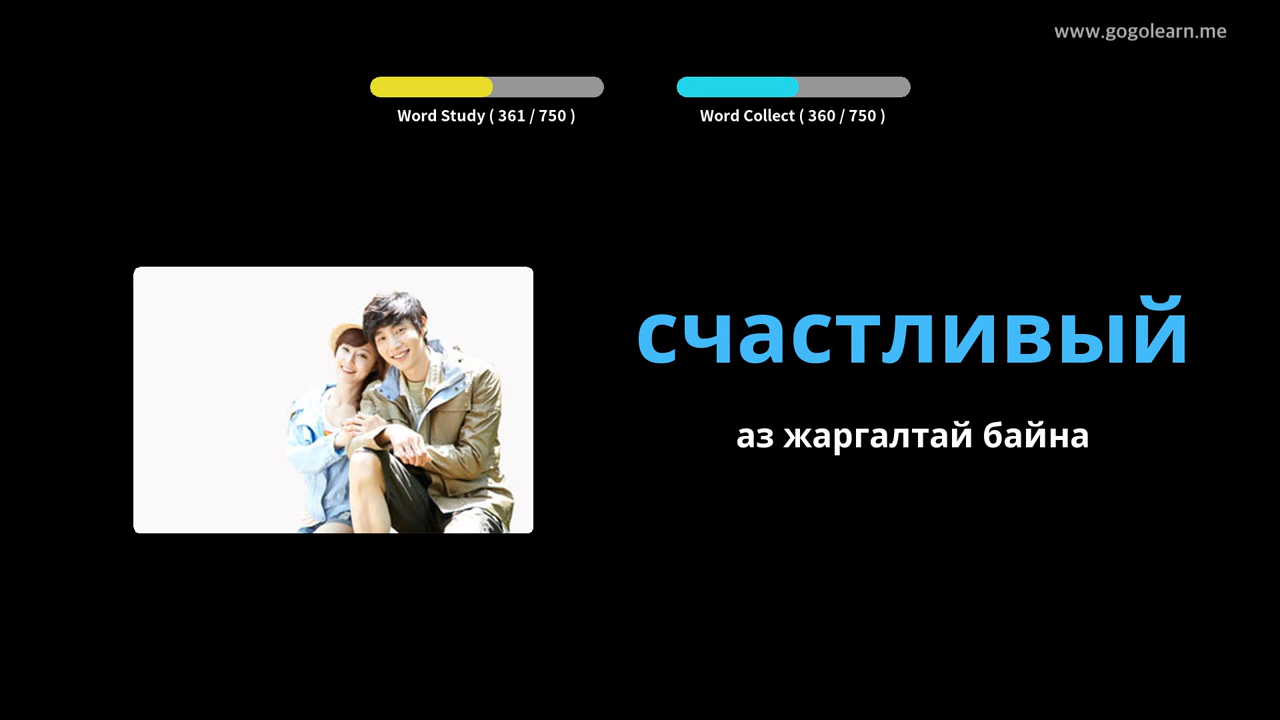 www.gogolearn.me
Word Study ( 361 / 750 )
Word Collect ( 360 / 750 )
счастливый
аз жаргалтай байна